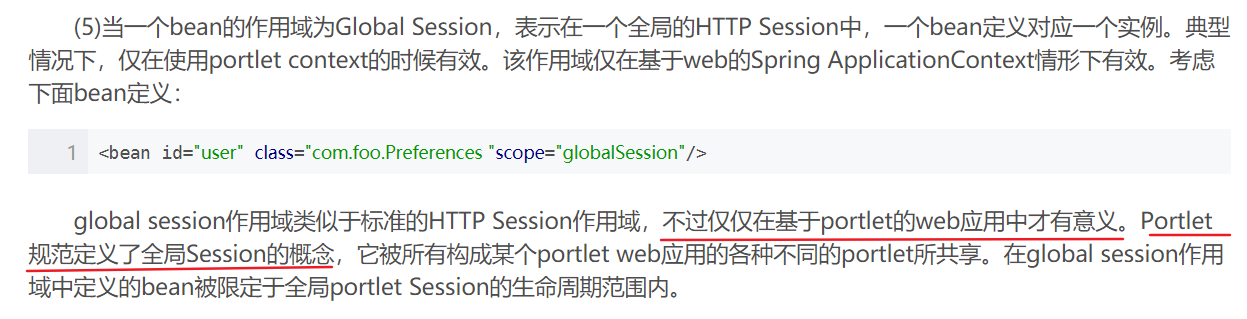 (5)当一个bean的作用域为Global Session，表示在一个全局的HTTP Session中，一个bean定义对应一个实例。典型
情况下，仅在使用portlet context的时候有效。该作用域仅在基于web的Spring ApplicationContext情形下有效。考虑
下面bean定义：
1 <bean id="user" class="com.foo.Preferences "scope="globalSession"/>
global session作用域类似于标准的HTTP Session作用域，不过仅仅在基于portlet的web应用中才有意义。Portlet
规范定义了全局Session的概念，它被所有构成某个portlet web应用的各种不同的portlet所共享。在global session作用
域中定义的bean被限定于全局portlet Session的生命周期范围内。